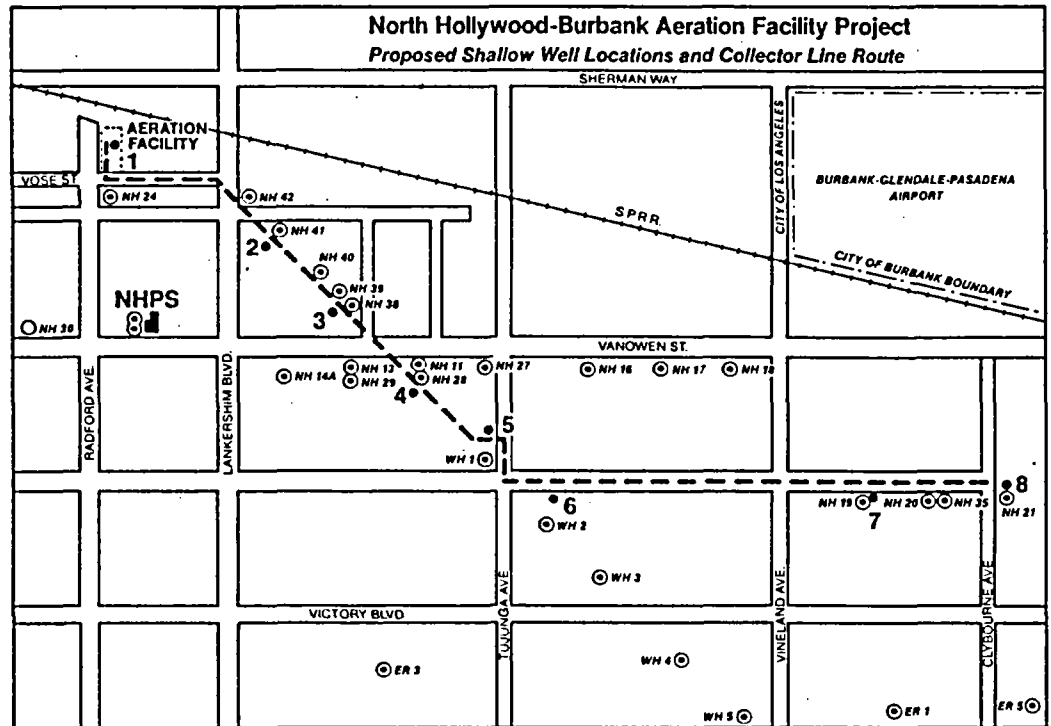 North Hollywood-Burbank Aeration Facility Project
Proposed Shallow Well Locations and Collector Line Route
SHERMAN WAY
AERATION
FACILITY
1
VOSE ST.
NH 24
NH 42
CITY OF LOS ANGELES
BURBANK-GLENDALE-PASADENA
AIRPORT
S.P.R.R.
CITY OF BURBANK BOUNDARY
NH 41
2
NH 40
NH 39
NH 38
3
NHPS
NH 30
VANOWEN ST.
RADFORD AVE.
LANKERSHIM BLVD.
NH 14A
NH 13
NH 29
NH 11
NH 28
4
NH 27
NH 16
NH 17
NH 18
5
WH 1
6
WH 2
WH 3
NH 19
7
NH 20
NH 35
8
NH 21
TUJUNGA AVE
VINELAND AVE.
CLYBOURNE AVE.
VICTORY BLVD
ER 3
WH 4
WH 5
ER 1
ER 5